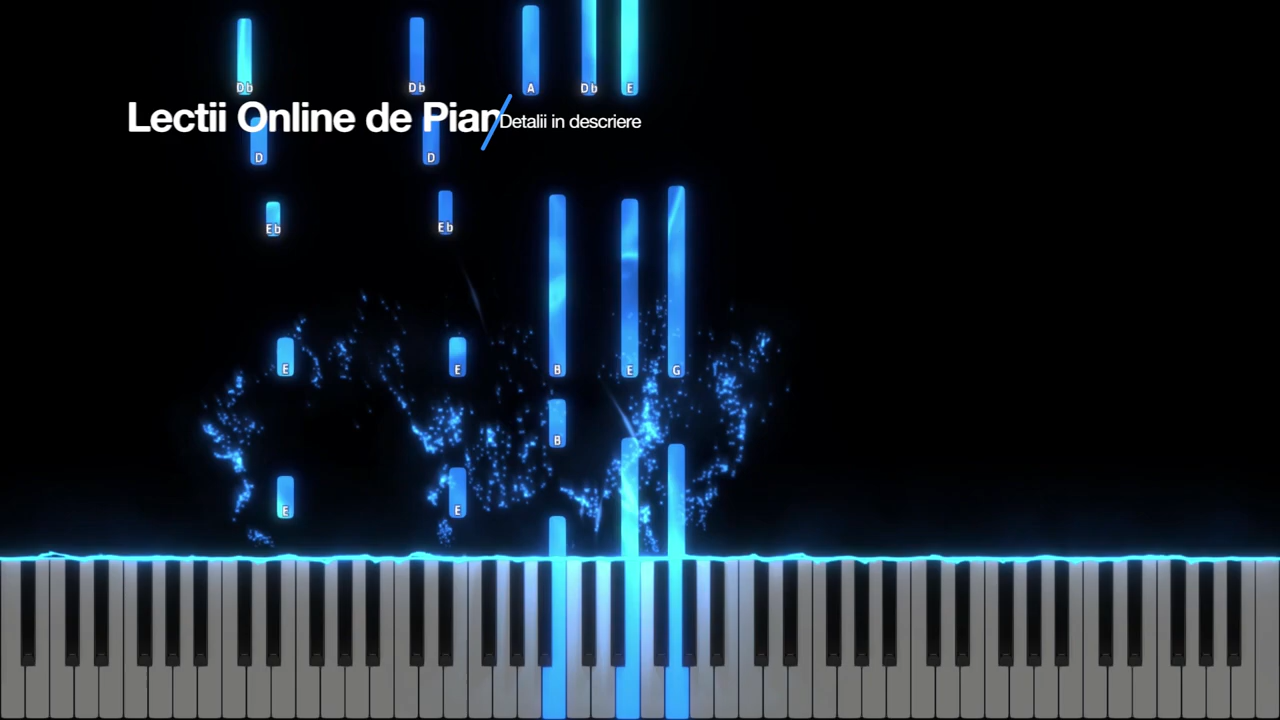 Db Db A Db E
Lectii Online de Pian
Detalii in descriere
D D
Eb Eb
E E B E G
B
E E